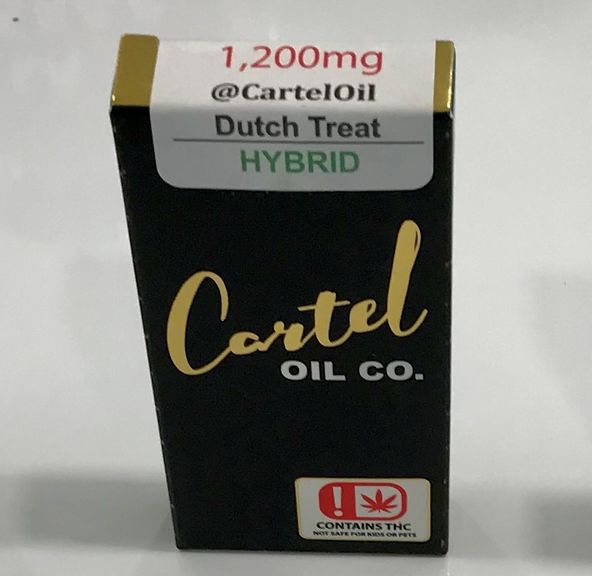 1,200mg
@CartelOil
Dutch Treat
HYBRID
Cartel
OIL CO.
!
CONTAINS THC
NOT SAFE FOR KIDS OR PETS